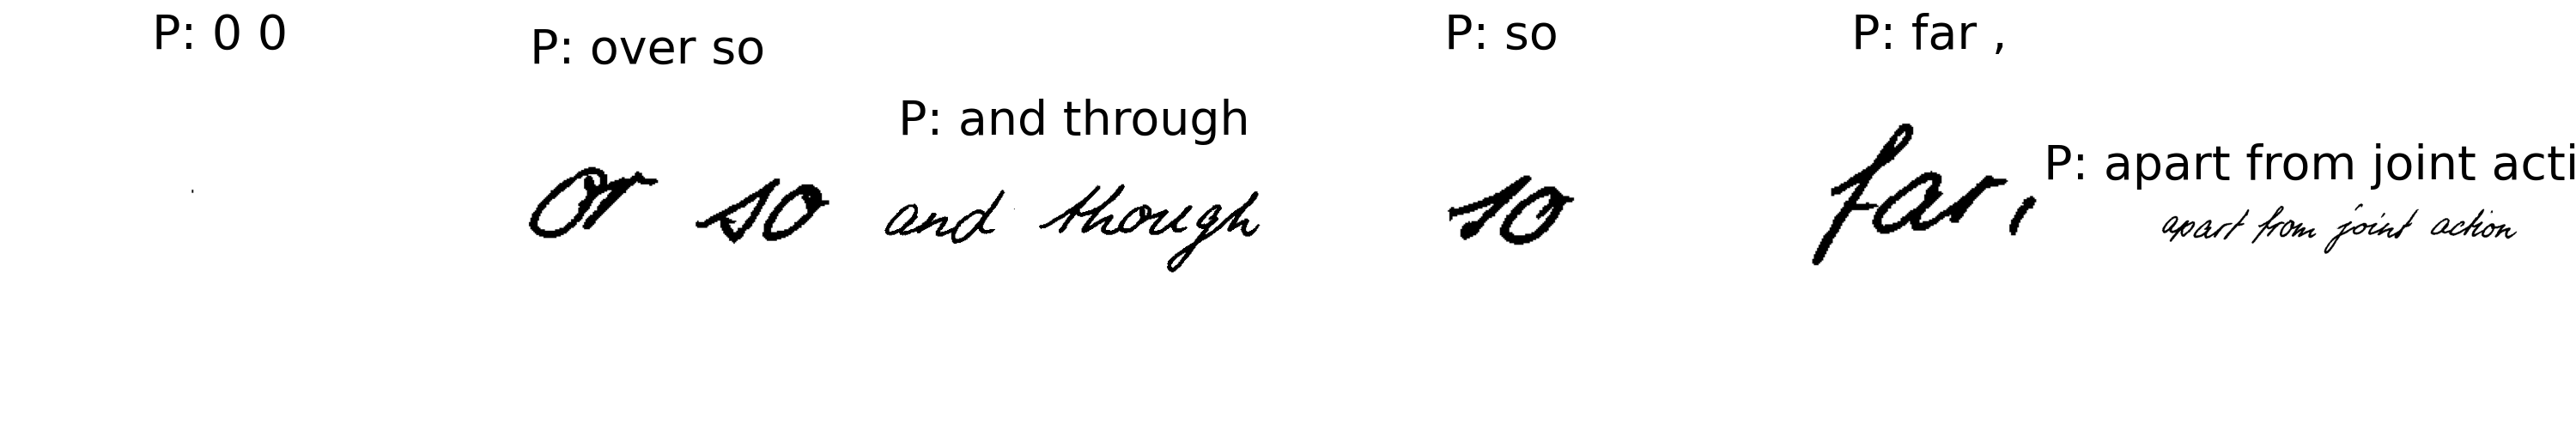 P: 0 0
P: over so
P: and through
P: so
P: far ,
P: apart from joint acti
or so
and though
so
far,
apart from joint action